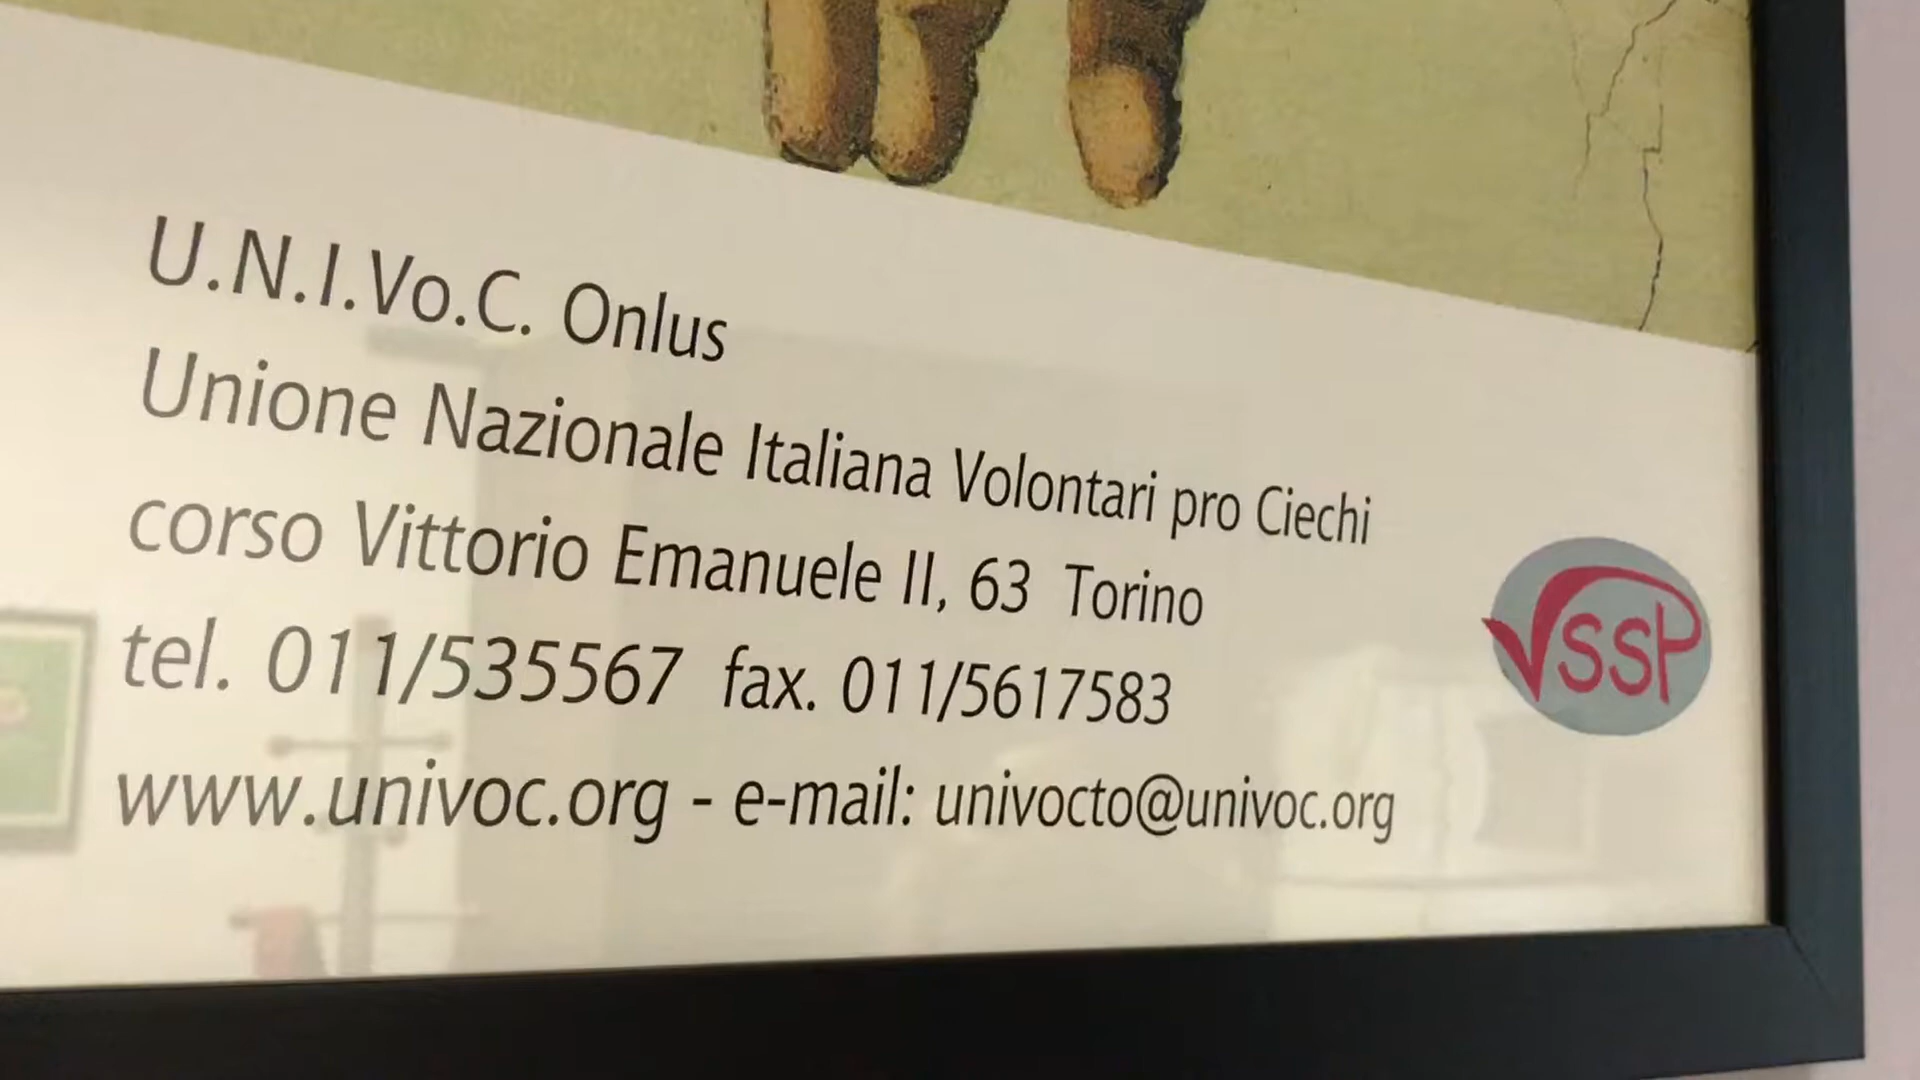 U.N.I.Vo.C. Onlus
Unione Nazionale Italiana Volontari pro Ciechi
corso Vittorio Emanuele II, 63 Torino
tel. 011/535567 fax. 011/5617583
www.univoc.org - e-mail: univocto@univoc.org
VSSP